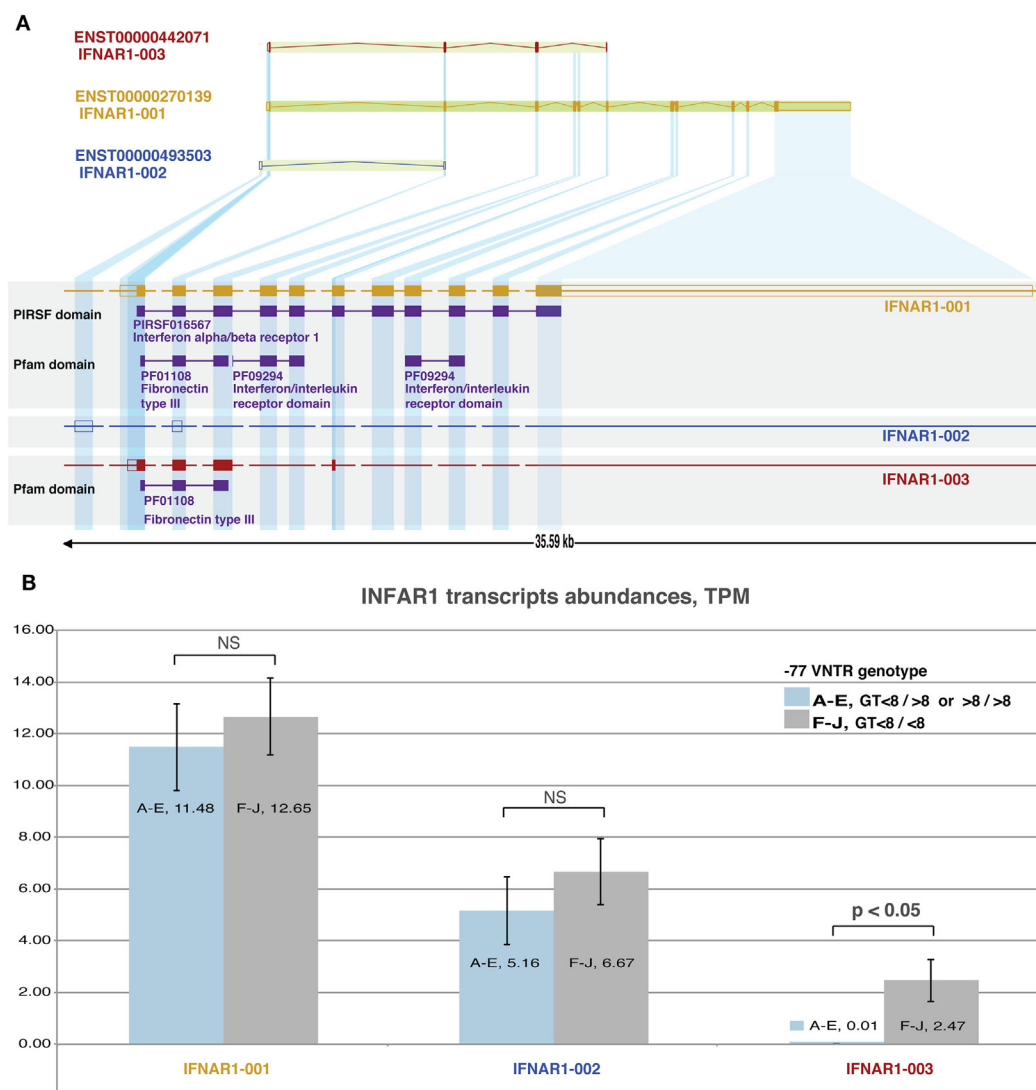 A
ENST00000442071
IFNAR1-003
ENST00000270139
IFNAR1-001
ENST00000493503
IFNAR1-002
IFNAR1-001
PIRSF domain
PIRSF016567
Interferon alpha/beta receptor 1
Pfam domain
PF01108
Fibronectin
type III
PF09294
Interferon/interleukin
receptor domain
PF09294
Interferon/interleukin
receptor domain
IFNAR1-002
IFNAR1-003
Pfam domain
PF01108
Fibronectin type III
35.59 kb
B
INFAR1 transcripts abundances, TPM
16.00
14.00
12.00
10.00
8.00
6.00
4.00
2.00
0.00
NS
NS
p < 0.05
-77 VNTR genotype
A-E, GT<8 / >8 or >8 / >8
F-J, GT<8 / <8
A-E, 11.48
F-J, 12.65
A-E, 5.16
F-J, 6.67
A-E, 0.01
F-J, 2.47
IFNAR1-001
IFNAR1-002
IFNAR1-003